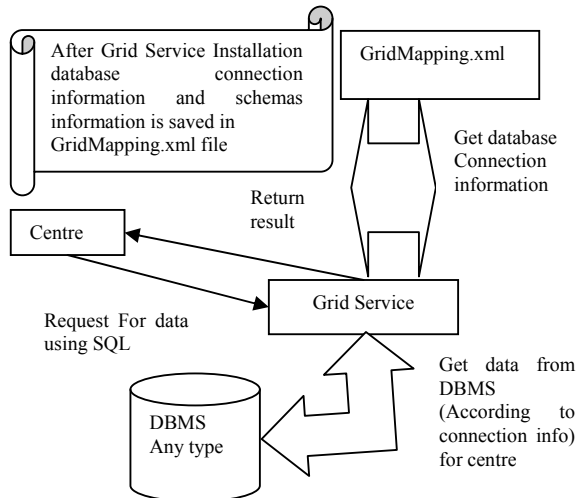 After Grid Service Installation
database connection
information and schemas
information is saved in
GridMapping.xml file
GridMapping.xml
Get database
Connection
information
Return
result
Centre
Grid Service
Request For data
using SQL
DBMS
Any type
Get data from
DBMS
(According to
connection info)
for centre